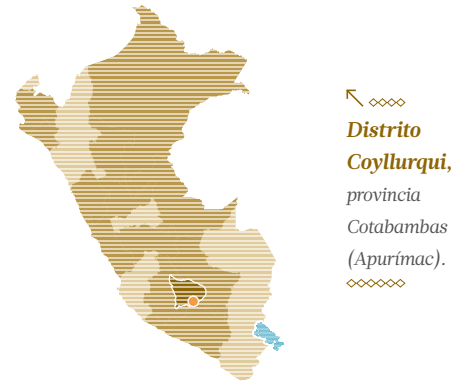 Distrito
Coyllurqui,
provincia
Cotabambas
(Apurímac).